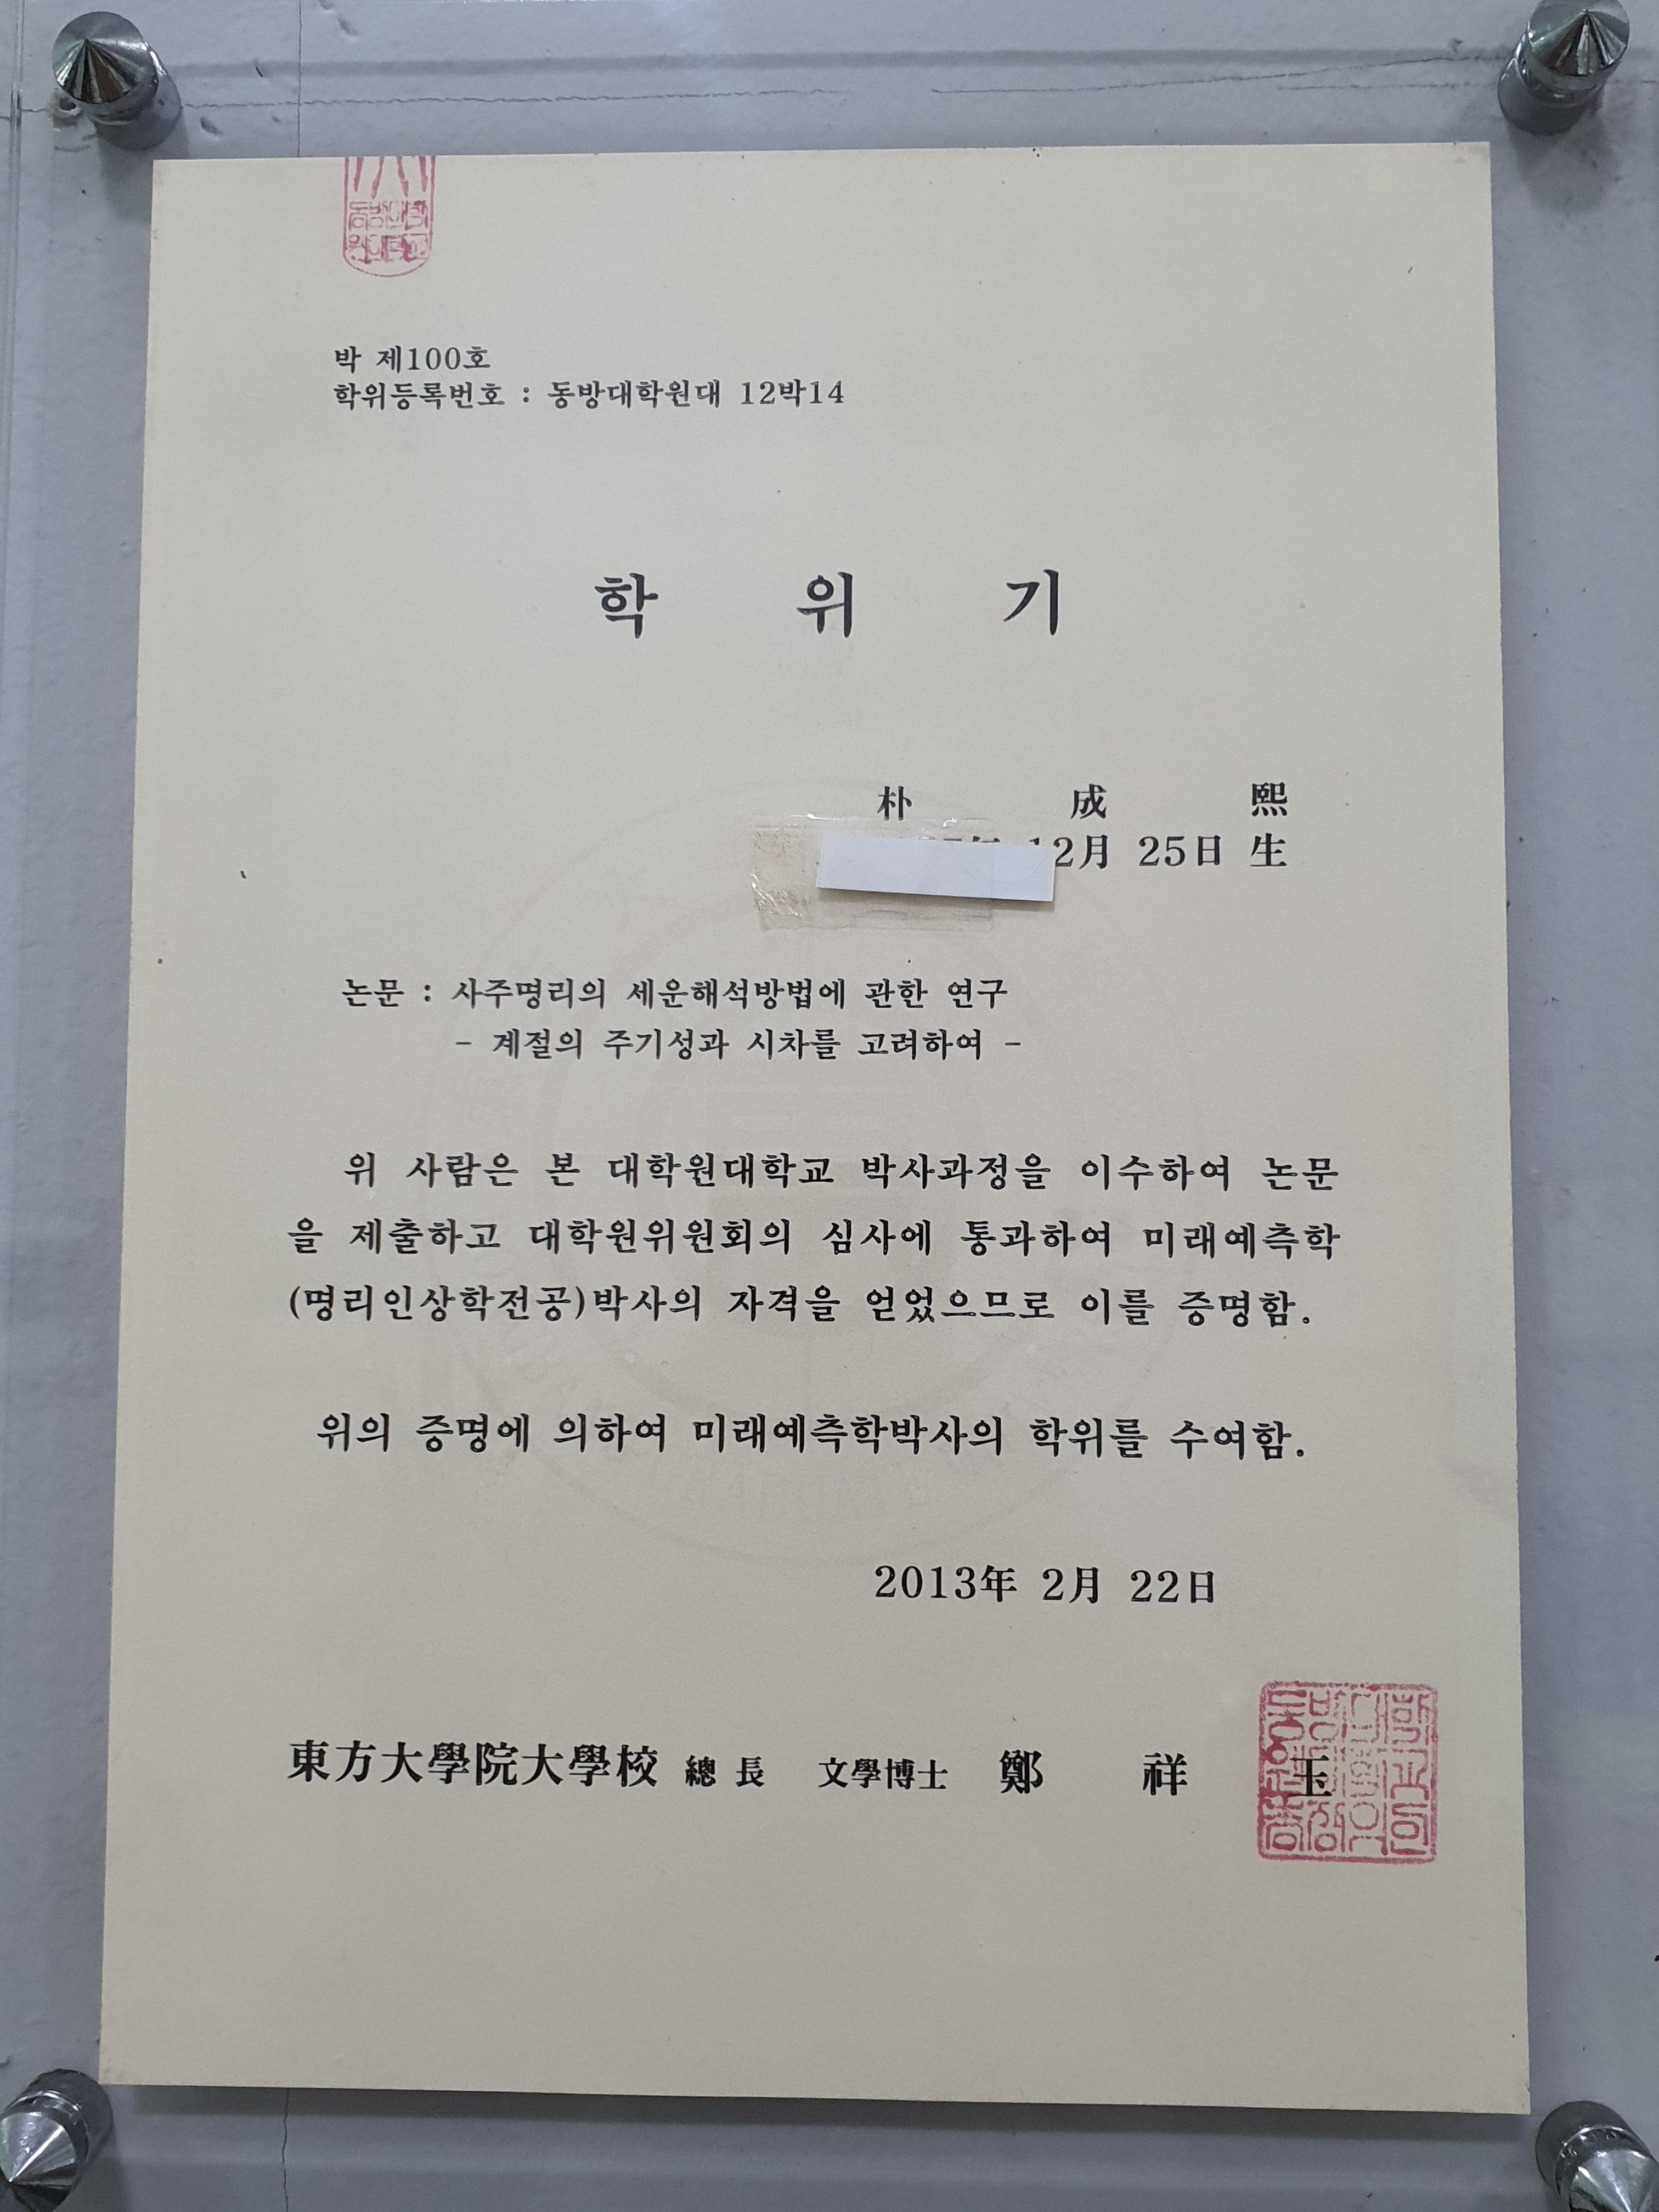 박 제100호
학위등록번호 : 동방대학원대 12박14
학 위 기
朴 成 熙
12月 25日 生
논문 : 사주명리의 세운해석방법에 관한 연구
- 계절의 주기성과 시차를 고려하여 -
위 사람은 본 대학원대학교 박사과정을 이수하여 논문
을 제출하고 대학원위원회의 심사에 통과하여 미래예측학
(명리인상학전공)박사의 자격을 얻었으므로 이를 증명함.
위의 증명에 의하여 미래예측학박사의 학위를 수여함.
2013年 2月 22日
東方大學院大學校 總長 文學博士 鄭 祥 玉